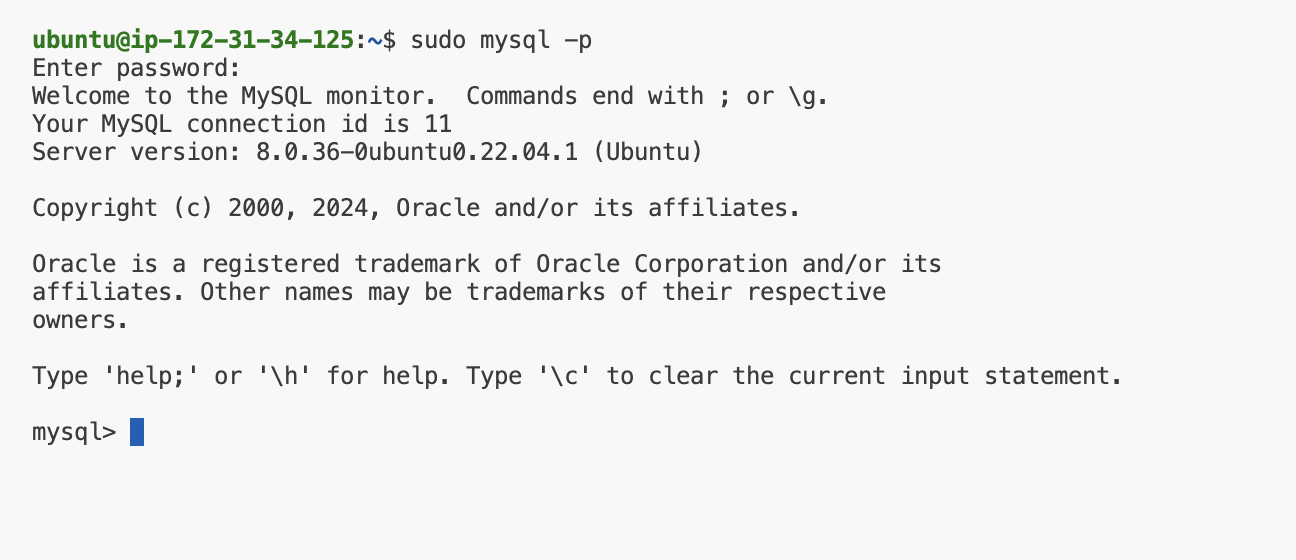 ubuntu@ip-172-31-34-125:~$ sudo mysql -p
Enter password:
Welcome to the MySQL monitor.  Commands end with ; or \g.
Your MySQL connection id is 11
Server version: 8.0.36-0ubuntu0.22.04.1 (Ubuntu)
Copyright (c) 2000, 2024, Oracle and/or its affiliates.
Oracle is a registered trademark of Oracle Corporation and/or its
affiliates. Other names may be trademarks of their respective
owners.
Type 'help;' or '\h' for help. Type '\c' to clear the current input statement.
mysql>